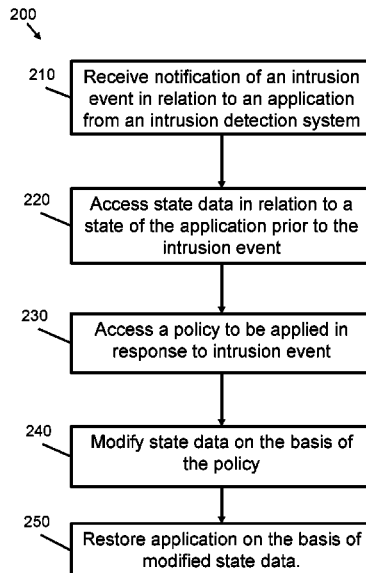 200
210
Receive notification of an intrusion
event in relation to an application
from an intrusion detection system
220
Access state data in relation to a
state of the application prior to the
intrusion event
230
Access a policy to be applied in
response to intrusion event
240
Modify state data on the basis of
the policy
250
Restore application on the basis of
modified state data.